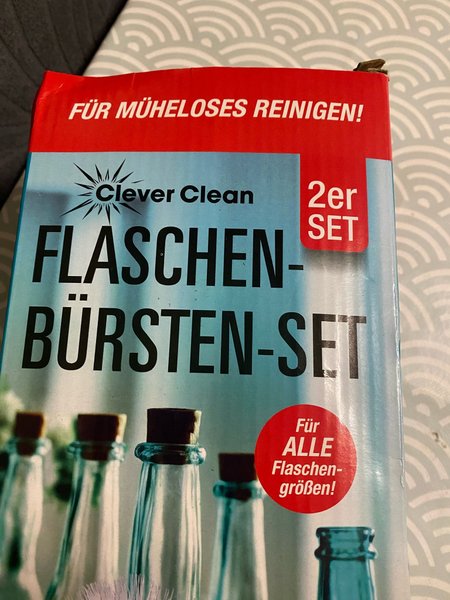 FÜR MÜHELOSES REINIGEN!
Clever Clean
2er
SET
FLASCHEN-
BÜRSTEN-SET
Für
ALLE
Flaschen-
größen!